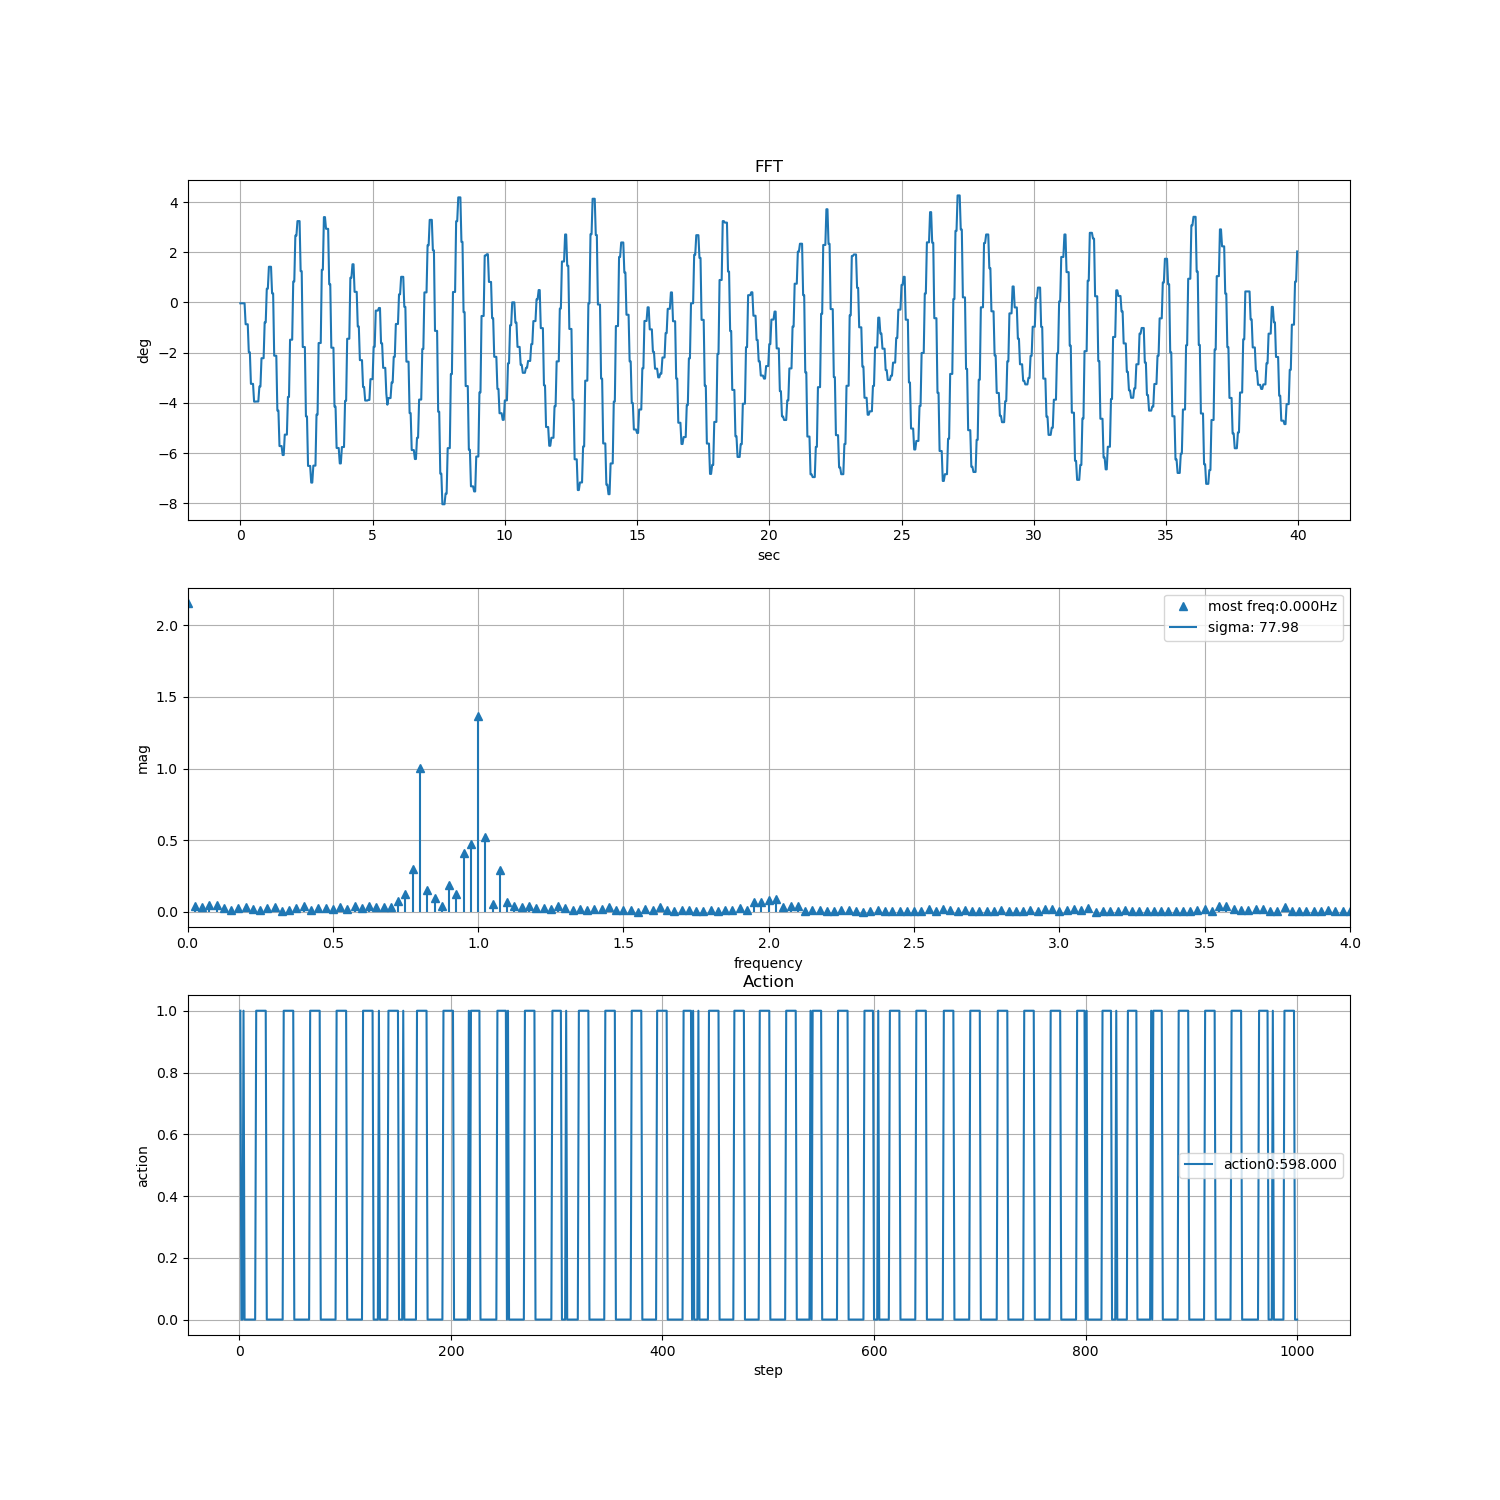 FFT
4
2
0
−2
−4
−6
−8
deg
0 5 10 15 20 25 30 35 40
sec
2.0
1.5
1.0
0.5
0.0
mag
most freq:0.000Hz
sigma: 77.98
0.0 0.5 1.0 1.5 2.0 2.5 3.0 3.5 4.0
frequency
Action
1.0
0.8
0.6
0.4
0.2
0.0
action
action0:598.000
0 200 400 600 800 1000
step